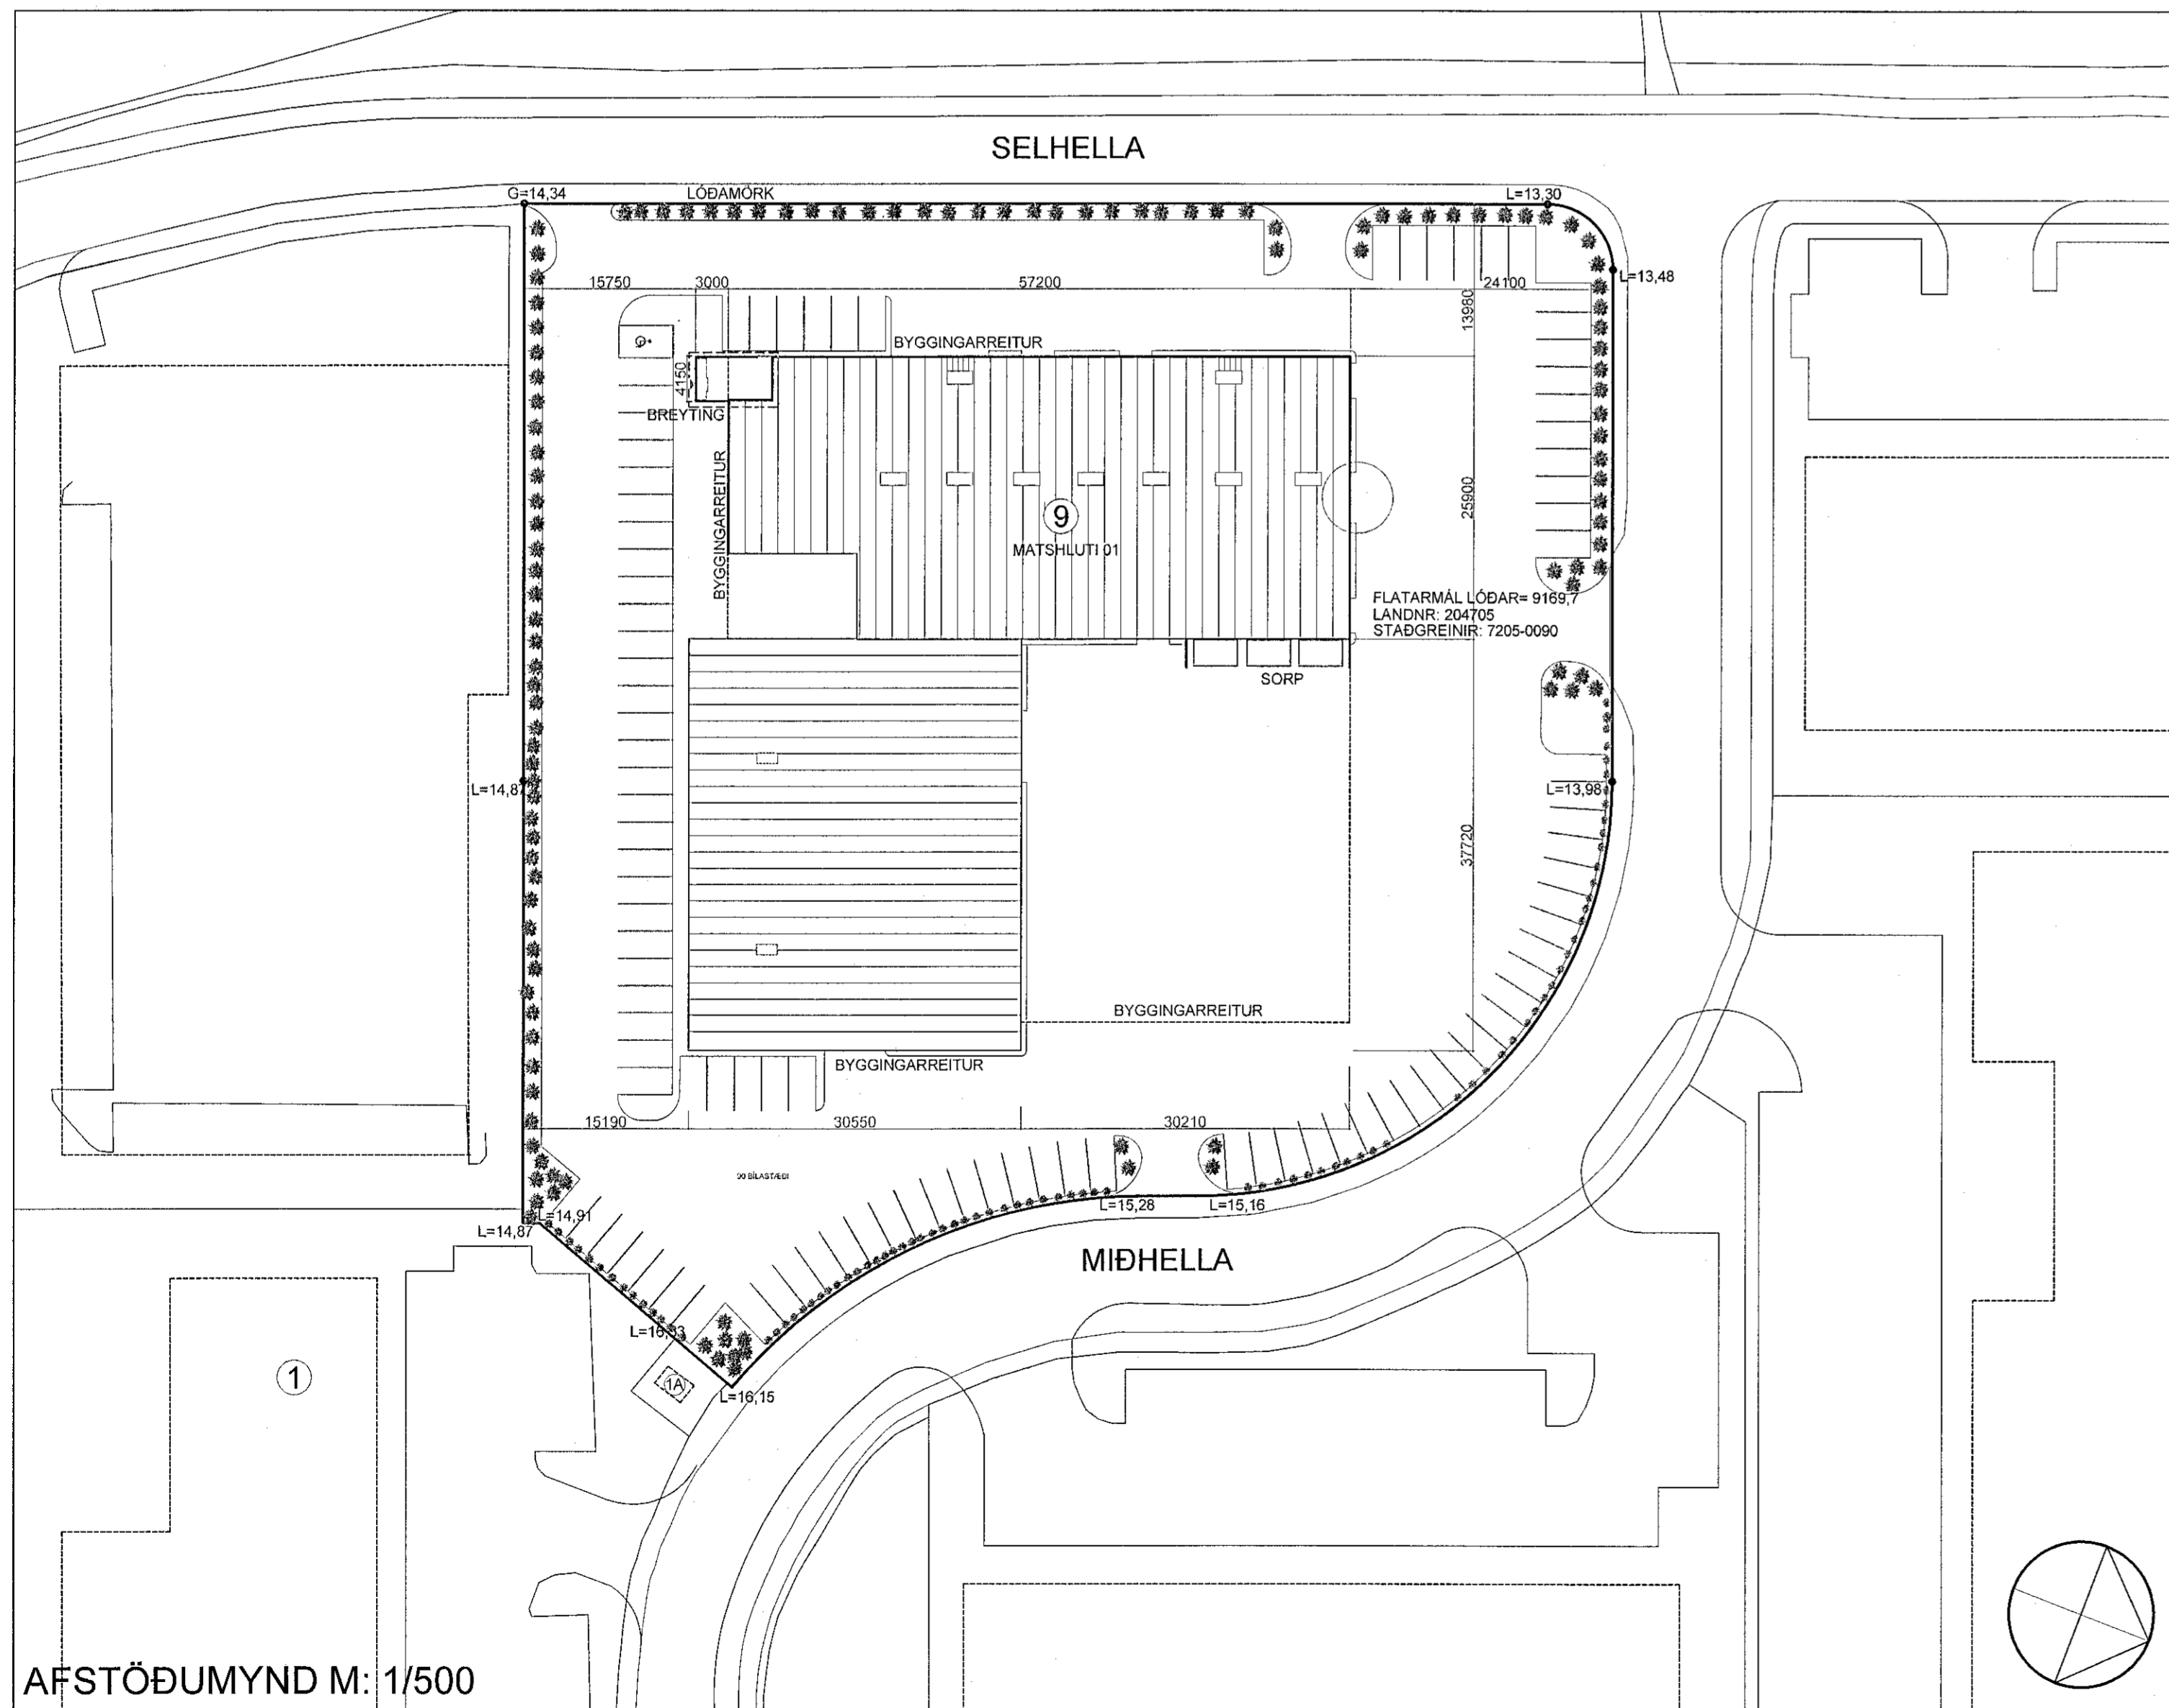 SELHELLA
G=14,34
LÓÐAMÖRK
L=13,30
L=13,48
15750
3000
57200
24100
13980
BYGGINGARREITUR
4150
BREYTING
BYGGINGARREITUR
9
MATSHLUTI 01
25900
FLATARMÁL LÓÐAR= 9169,7
LANDNR: 204705
STAÐGREINIR: 7205-0090
SORP
L=14,87
L=13,98
37720
BYGGINGARREITUR
BYGGINGARREITUR
15190
30550
30210
BÍLASTÆÐI
L=14,91
L=14,87
L=15,28
L=15,16
MIÐHELLA
1
1A
L=16,15
AFSTÖÐUMYND M: 1/500